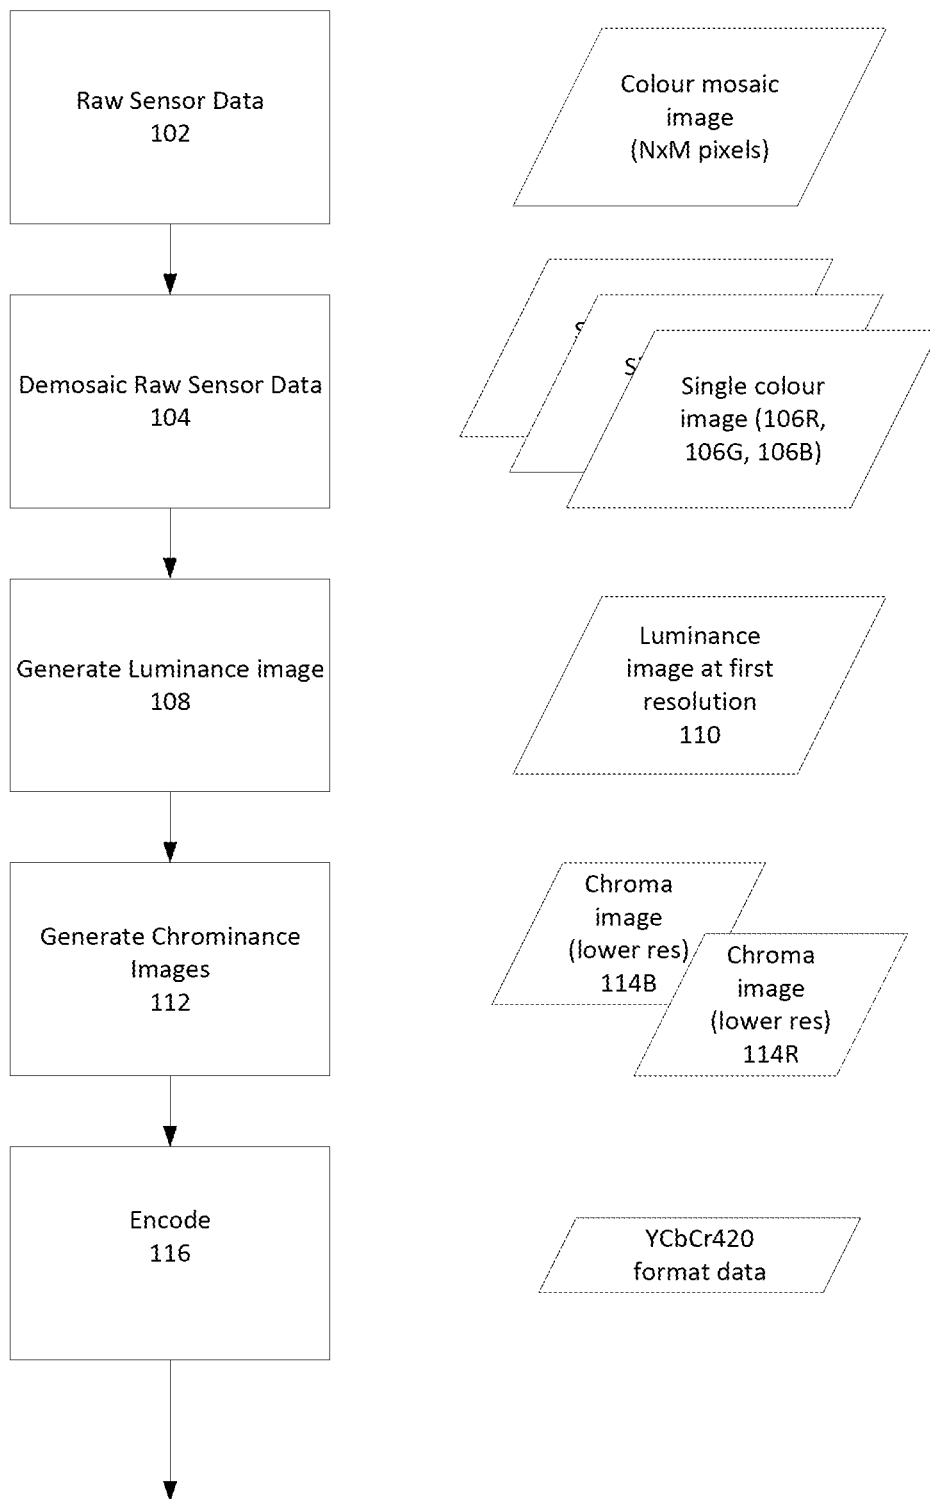 Raw Sensor Data
102
Colour mosaic
image
(NxM pixels)
Demosaic Raw Sensor Data
104
Single colour
image (106R,
106G, 106B)
Generate Luminance image
108
Luminance
image at first
resolution
110
Generate Chrominance
Images
112
Chroma
image
(lower res)
114B
Chroma
image
(lower res)
114R
Encode
116
YCbCr420
format data